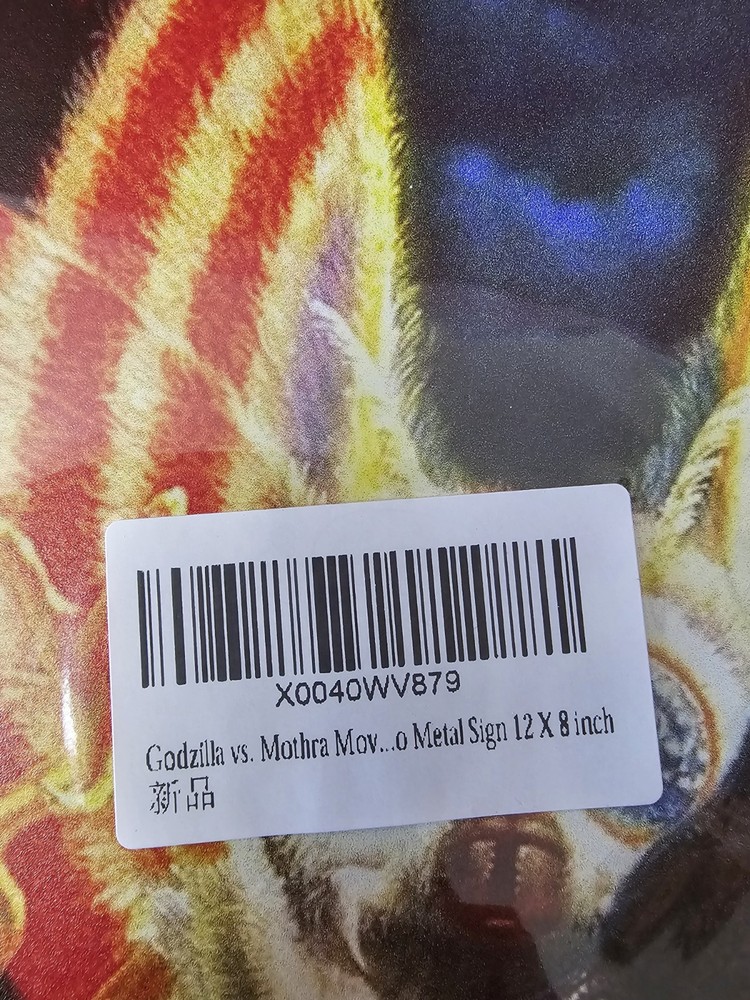 X0040WV879
Godzilla vs. Mothra Mov...o Metal Sign 12 X 8 inch
新品